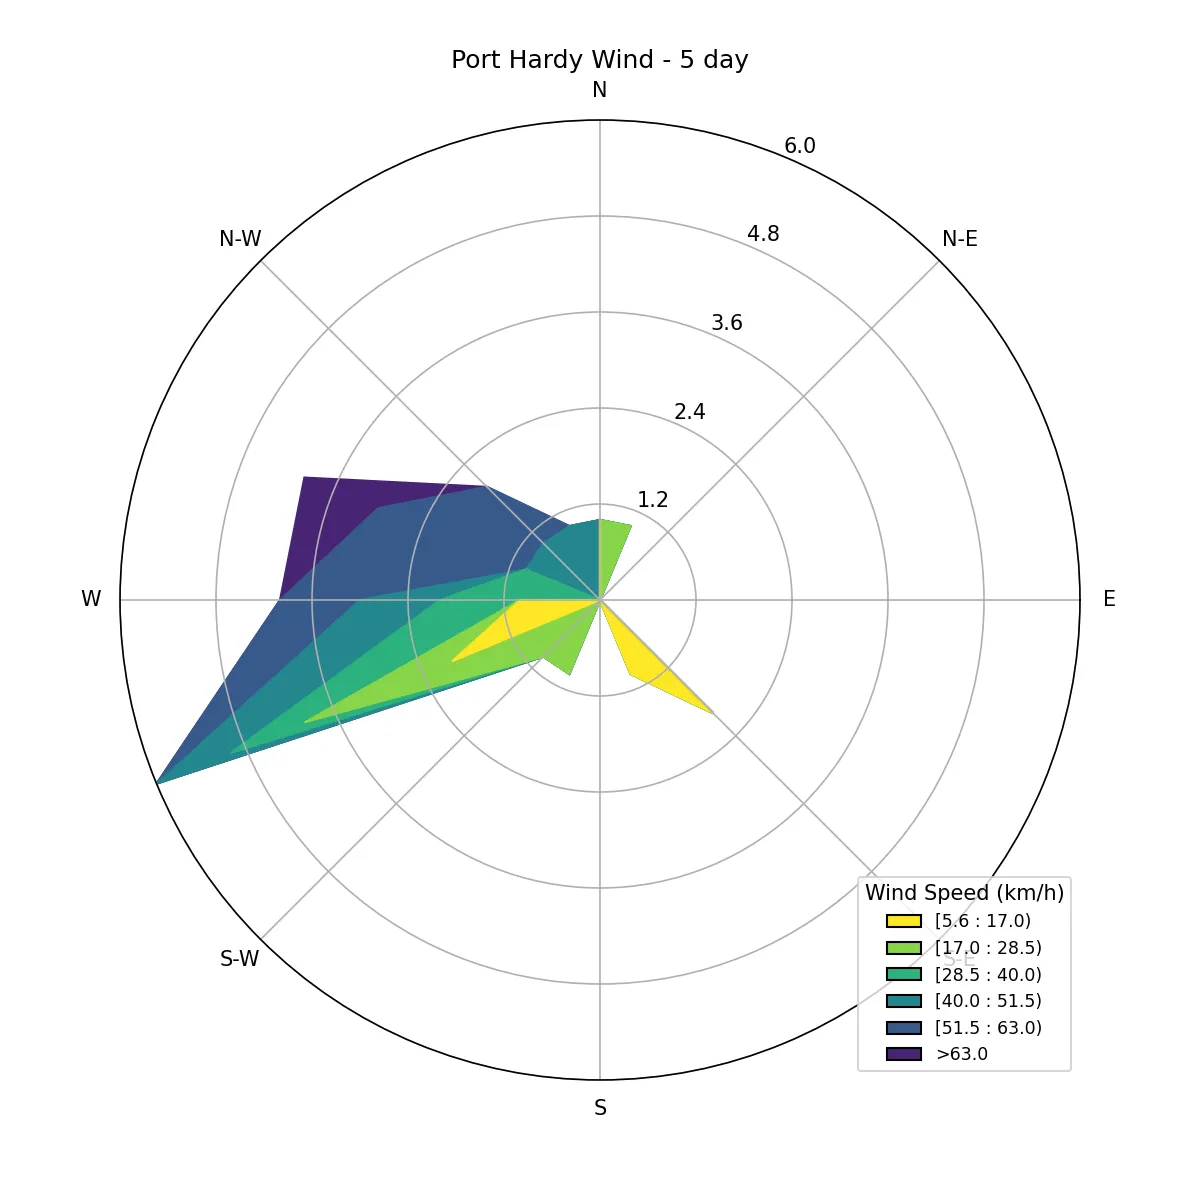 Port Hardy Wind - 5 day
N
6.0
N-W
N-E
4.8
3.6
2.4
1.2
W
E
Wind Speed (km/h)
[5.6 : 17.0)
[17.0 : 28.5)
S-W
S-E
[28.5 : 40.0)
[40.0 : 51.5)
[51.5 : 63.0)
>63.0
S